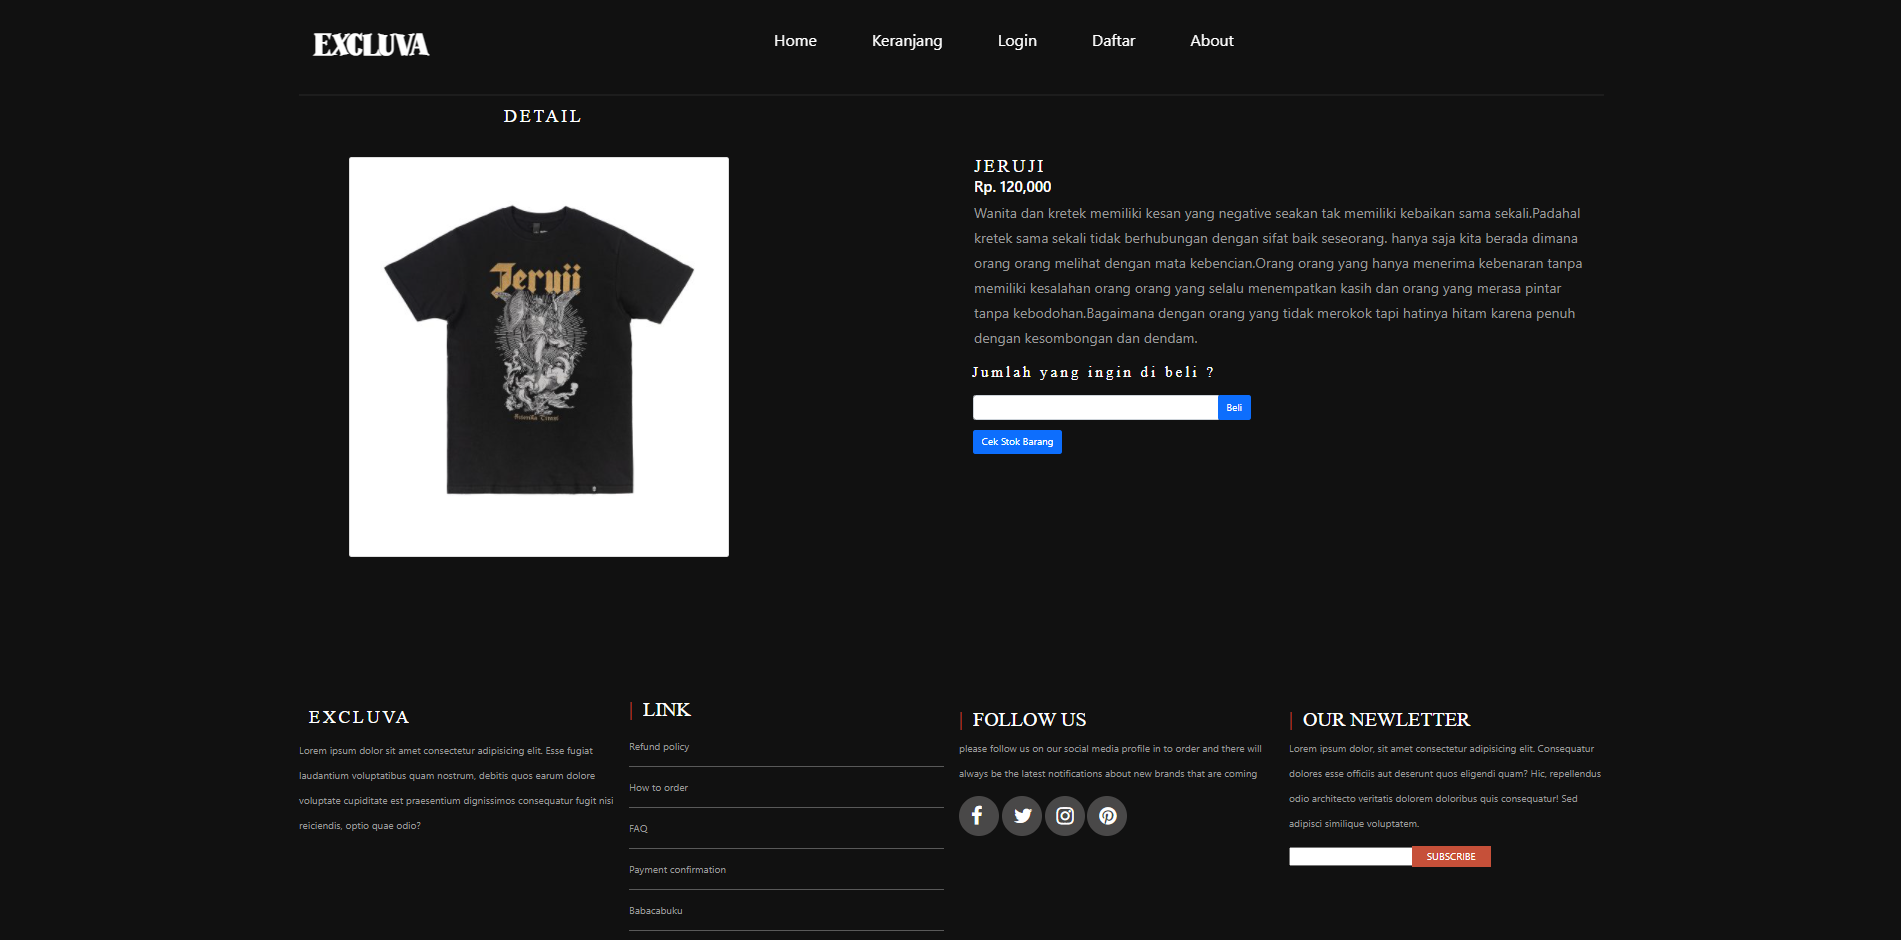 EXCLUVA
Home Keranjang Login Daftar About
DETAIL
Jeruji
JERUJI
Rp. 120,000
Wanita dan kretek memiliki kesan yang negative seakan tak memiliki kebaikan sama sekali.Padahal
kretek sama sekali tidak berhubungan dengan sifat baik seseorang. hanya saja kita berada dimana
orang orang melihat dengan mata kebencian.Orang orang yang hanya menerima kebenaran tanpa
memiliki kesalahan orang orang yang selalu menempatkan kasih dan orang yang merasa pintar
tanpa kebodohan.Bagaimana dengan orang yang tidak merokok tapi hatinya hitam karena penuh
dengan kesombongan dan dendam.
Jumlah yang ingin di beli ?
Beli
Cek Stok Barang
EXCLUVA
Lorem ipsum dolor sit amet consectetur adipisicing elit. Esse fugiat
laudantium voluptatibus quam nostrum, debitis quos earum dolore
voluptate cupiditate est praesentium dignissimos consequatur fugit nisi
reiciendis, optio quae odio?
LINK
Refund policy
How to order
FAQ
Payment confirmation
Babacabuku
FOLLOW US
please follow us on our social media profile in to order and there will
always be the latest notifications about new brands that are coming
OUR NEWLETTER
Lorem ipsum dolor, sit amet consectetur adipisicing elit. Consequatur
dolores esse officiis aut deserunt quos eligendi quam? Hic, repellendus
odio architecto veritatis dolorem doloribus quis consequatur! Sed
adipisci similique voluptatem.
SUBSCRIBE